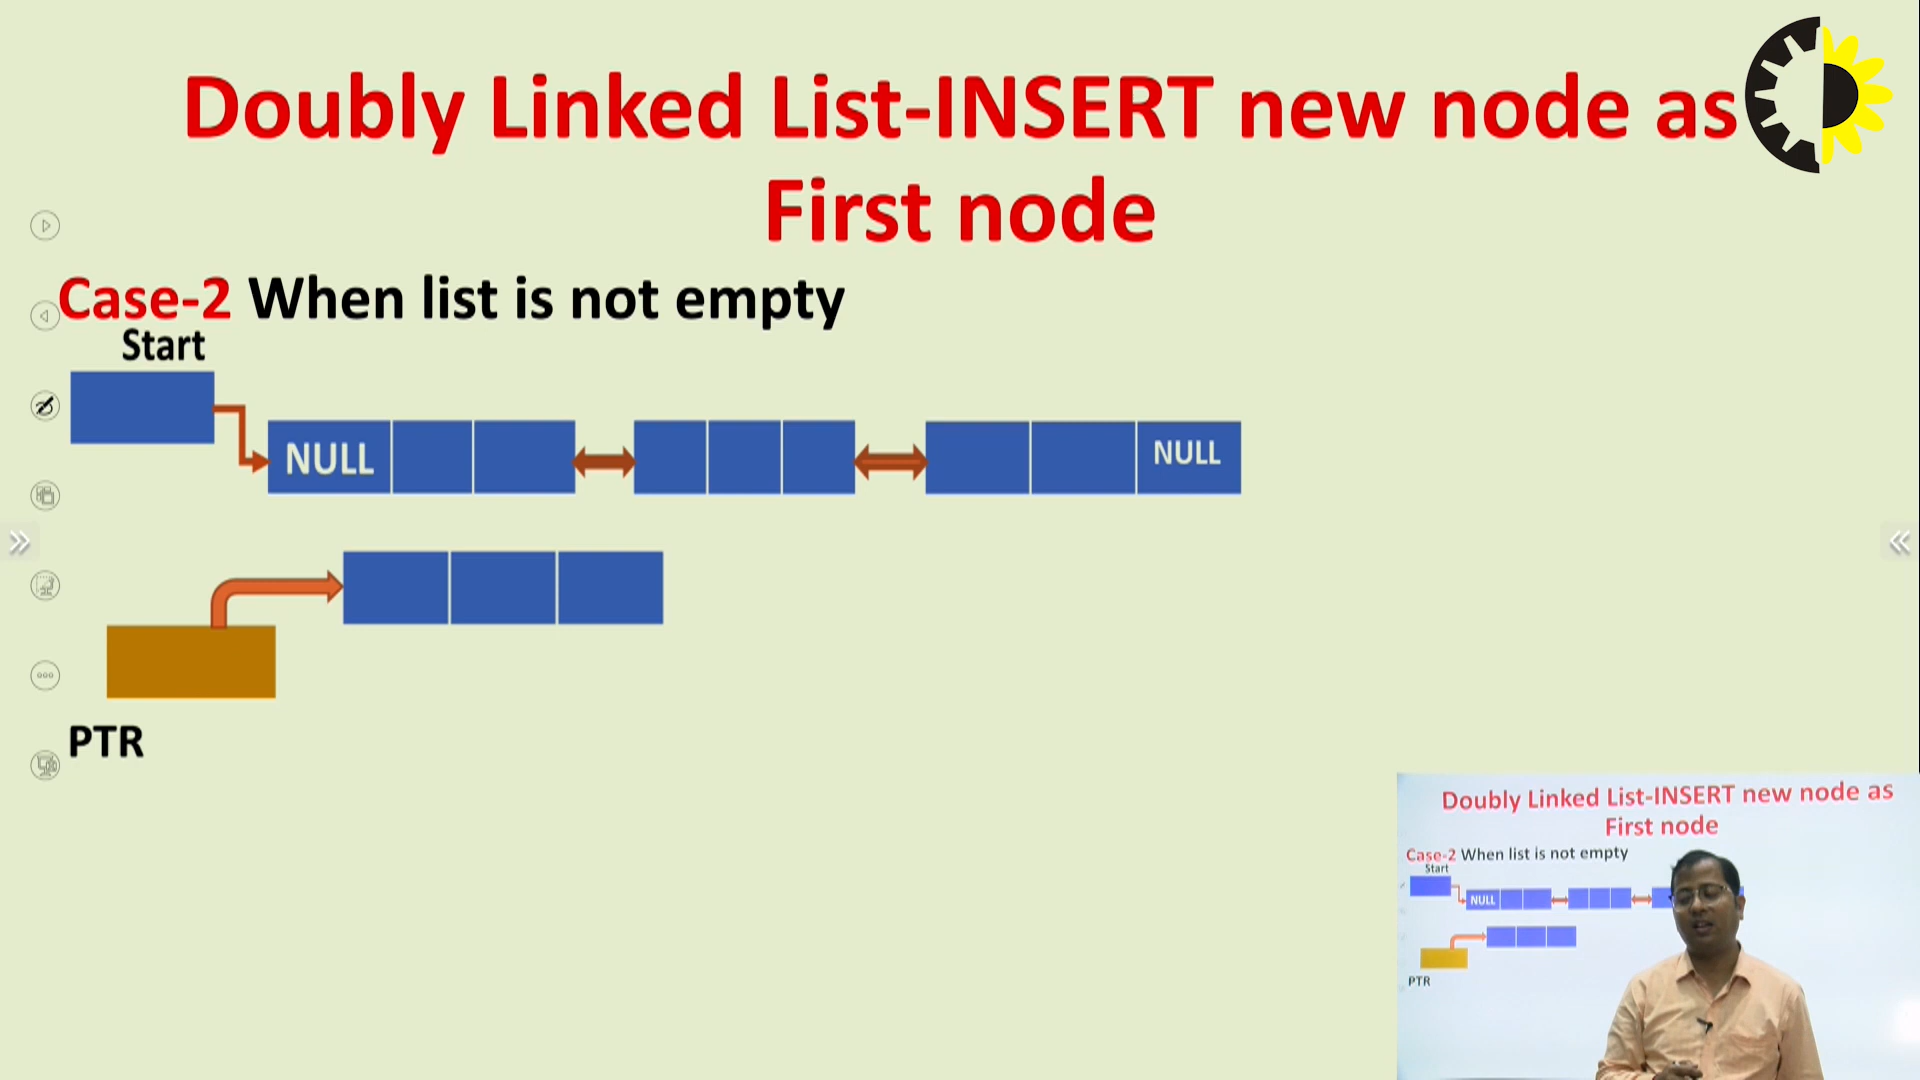 Doubly Linked List-INSERT new node as
First node
Case-2 When list is not empty
Start
NULL
NULL
PTR
Doubly Linked List-INSERT new node as
First node
Case-2 When list is not empty
Start
NULL
PTR